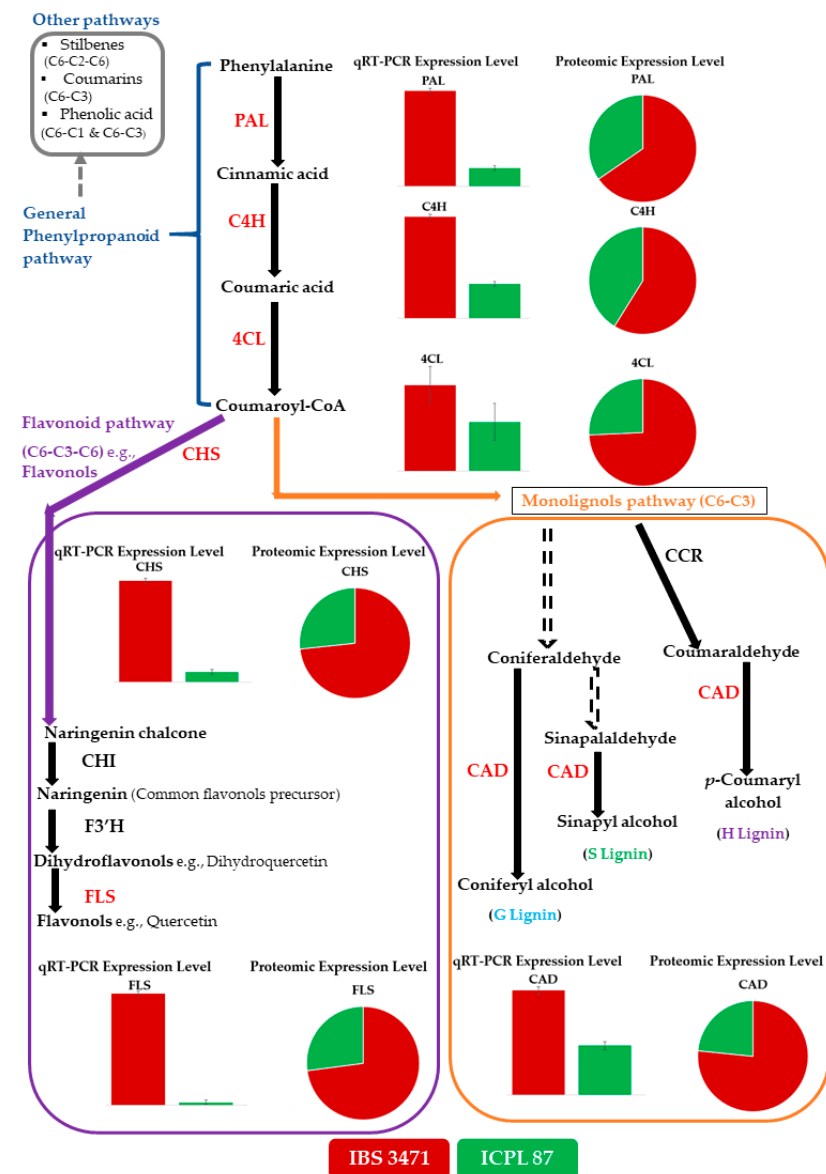 Other pathways
▪ Stilbenes
(C6-C2-C6)
▪ Coumarins
(C6-C3)
▪ Phenolic acid
(C6-C1 & C6-C3)
General
Phenylpropanoid
pathway
Phenylalanine
PAL
Cinnamic acid
C4H
Coumaric acid
4CL
Coumaroyl-CoA
qRT-PCR Expression Level
PAL
Proteomic Expression Level
PAL
C4H
C4H
4CL
4CL
Flavonoid pathway
(C6-C3-C6) e.g.,
Flavonols
CHS
Monolignols pathway (C6-C3)
qRT-PCR Expression Level
CHS
Proteomic Expression Level
CHS
Naringenin chalcone
CHI
Naringenin (Common flavonols precursor)
F3'H
Dihydroflavonols e.g., Dihydroquercetin
FLS
Flavonols e.g., Quercetin
qRT-PCR Expression Level
FLS
Proteomic Expression Level
FLS
CCR
Coniferaldehyde
Coumaraldehyde
CAD
Sinapalaldehyde
CAD
CAD
p-Coumaryl
alcohol
(H Lignin)
Sinapyl alcohol
(S Lignin)
Coniferyl alcohol
(G Lignin)
qRT-PCR Expression Level
CAD
Proteomic Expression Level
CAD
IBS 3471
ICPL 87